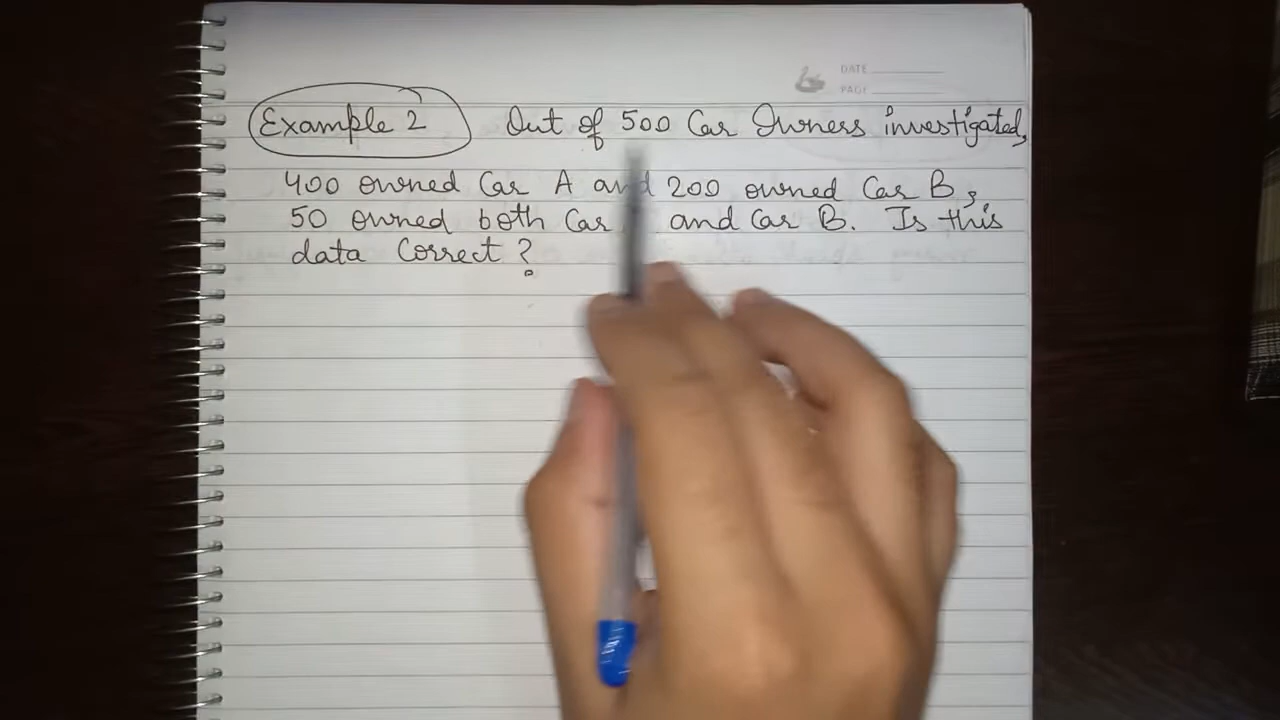 DATE
PAGE
Example 2 Out of 500 Car Owners investigated,
400 owned Car A and 200 owned Car B,
50 owned both Car and Car B. Is this
data Correct ?